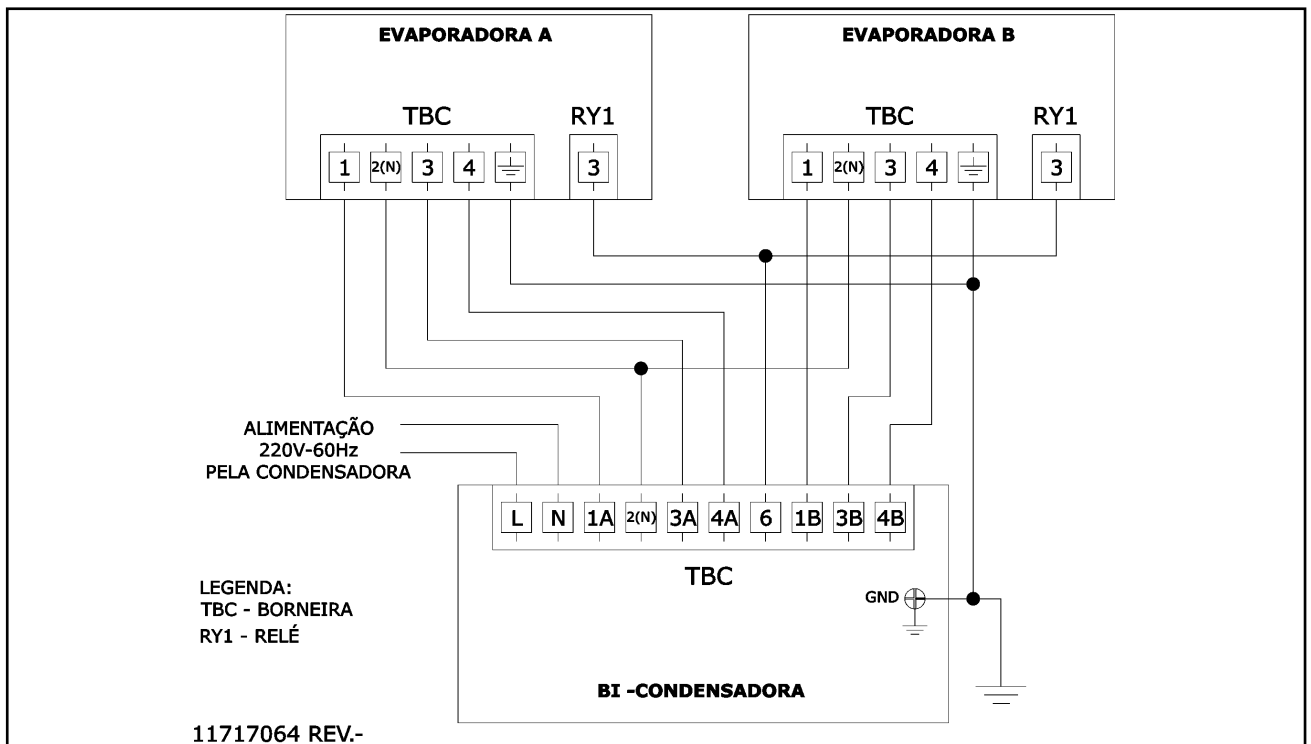 EVAPORADORA A
EVAPORADORA B
TBC RY1
TBC RY1
1 2(N) 3 4 3
1 2(N) 3 4 3
ALIMENTAÇÃO
220V-60Hz
PELA CONDENSADORA
L N 1A 2(N) 3A 4A 6 1B 3B 4B
TBC
GND
LEGENDA:
TBC - BORNEIRA
RY1 - RELÉ
BI -CONDENSADORA
11717064 REV.-